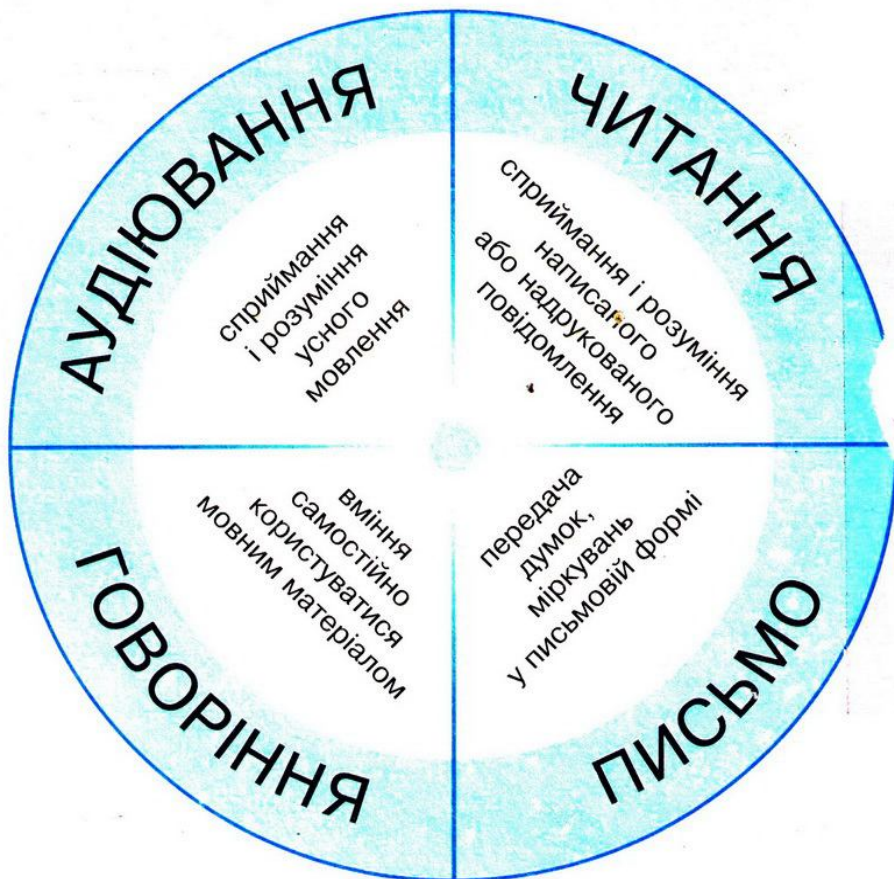 АУДІЮВАННЯ
сприймання
і розуміння
усного
мовлення
ЧИТАННЯ
сприймання і розуміння
написаного
або надрукованого
повідомлення
ГОВОРІННЯ
вміння
самостійно
користуватися
мовним матеріалом
ПИСЬМО
передача
думок,
міркувань
у письмовій формі